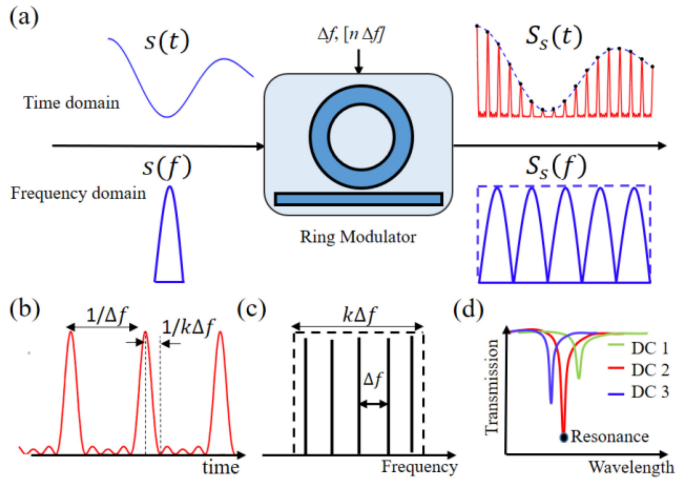 (a)
s(t)
Δf, [n Δf]
S_s(t)
Time domain
s(f)
S_s(f)
Frequency domain
Ring Modulator
(b)
1/Δf
1/kΔf
time
(c)
kΔf
Δf
Frequency
(d)
Transmission
DC 1
DC 2
DC 3
Resonance
Wavelength